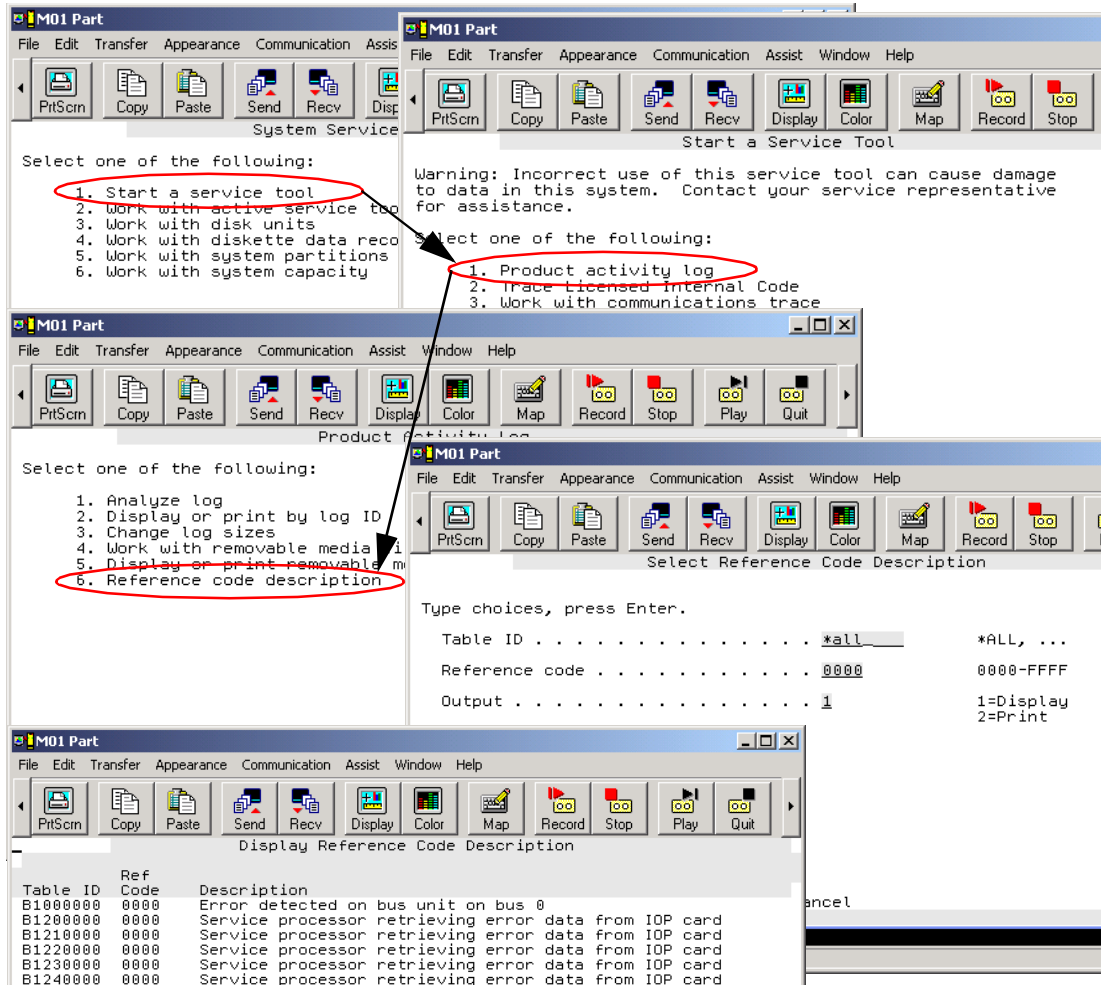 M01 Part
File Edit Transfer Appearance Communication Assis
PrtScrn Copy Paste Send Recv Disp
System Service
Select one of the following:
1. Start a service tool
2. Work with active service too
3. Work with disk units
4. Work with diskette data reco
5. Work with system partitions
6. Work with system capacity
M01 Part
File Edit Transfer Appearance Communication Assist Window Help
PrtScrn Copy Paste Send Recv Display Color Map Record Stop
Start a Service Tool
Warning: Incorrect use of this service tool can cause damage
to data in this system. Contact your service representative
for assistance.
Select one of the following:
1. Product activity log
2. Trace Licensed Internal Code
3. Work with communications trace
M01 Part
File Edit Transfer Appearance Communication Assist Window Help
PrtScrn Copy Paste Send Recv Display Color Map Record Stop Play Quit
Product Activity Log
Select one of the following:
1. Analyze log
2. Display or print by log ID
3. Change log sizes
4. Work with removable media
5. Display or print removable m
6. Reference code description
M01 Part
File Edit Transfer Appearance Communication Assist Window Help
PrtScrn Copy Paste Send Recv Display Color Map Record Stop
Select Reference Code Description
Type choices, press Enter.
Table ID . . . . . . . . . . . . . . . *all____ *ALL, ...
Reference code . . . . . . . . . . . . 0000 0000-FFFF
Output . . . . . . . . . . . . . . . . 1 1=Display
2=Print
ancel
M01 Part
File Edit Transfer Appearance Communication Assist Window Help
PrtScrn Copy Paste Send Recv Display Color Map Record Stop Play Quit
Display Reference Code Description
Ref
Table ID Code Description
B1000000 0000 Error detected on bus unit on bus 0
B1200000 0000 Service processor retrieving error data from IOP card
B1210000 0000 Service processor retrieving error data from IOP card
B1220000 0000 Service processor retrieving error data from IOP card
B1230000 0000 Service processor retrieving error data from IOP card
B1240000 0000 Service processor retrieving error data from IOP card